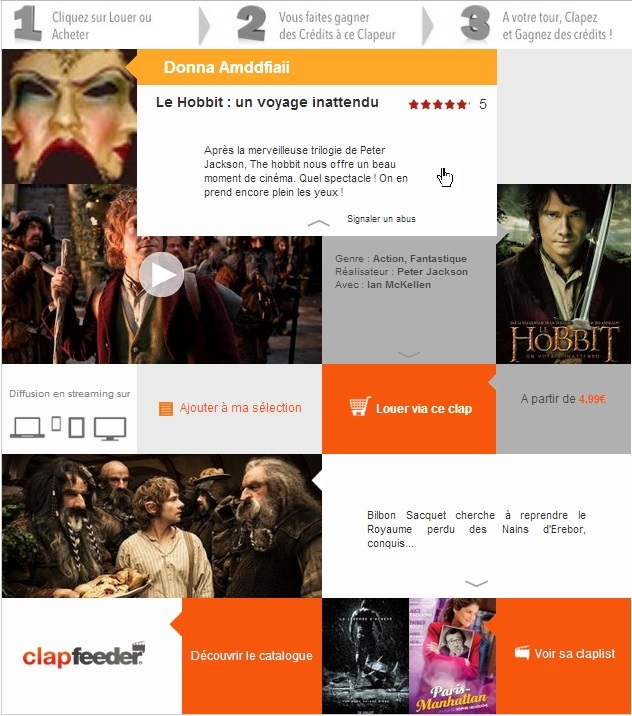 1 Cliquez sur Louer ou
Acheter
2 Vous faites gagner
des Crédits à ce Clapeur
3 A votre tour, Clapez
et Gagnez des crédits !
Donna Amddfiaii
Le Hobbit : un voyage inattendu
5
Après la merveilleuse trilogie de Peter
Jackson, The hobbit nous offre un beau
moment de cinéma. Quel spectacle ! On en
prend encore plein les yeux !
Signaler un abus
Genre : Action, Fantastique
Réalisateur : Peter Jackson
Avec : Ian McKellen
LE
HOBBIT
UN VOYAGE INATTENDU
Diffusion en streaming sur
Ajouter à ma sélection
Louer via ce clap
A partir de 4.99€
Bilbon Sacquet cherche à reprendre le
Royaume perdu des Nains d'Erebor,
conquis...
clapfeeder
Découvrir le catalogue
Paris-
Manhattan
Voir sa claplist